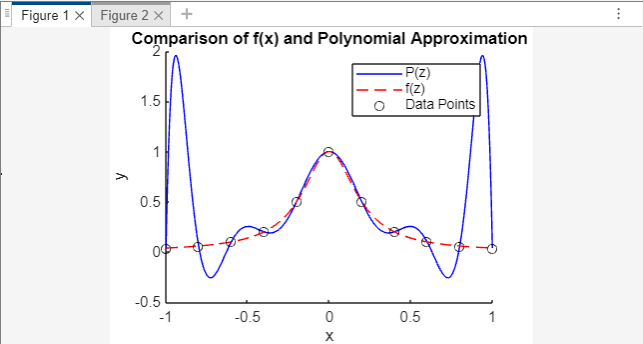 Figure 1 × Figure 2 × +
Comparison of f(x) and Polynomial Approximation
P(z)
f(z)
Data Points
2
1.5
1
0.5
0
-0.5
y
-1 -0.5 0 0.5 1
x